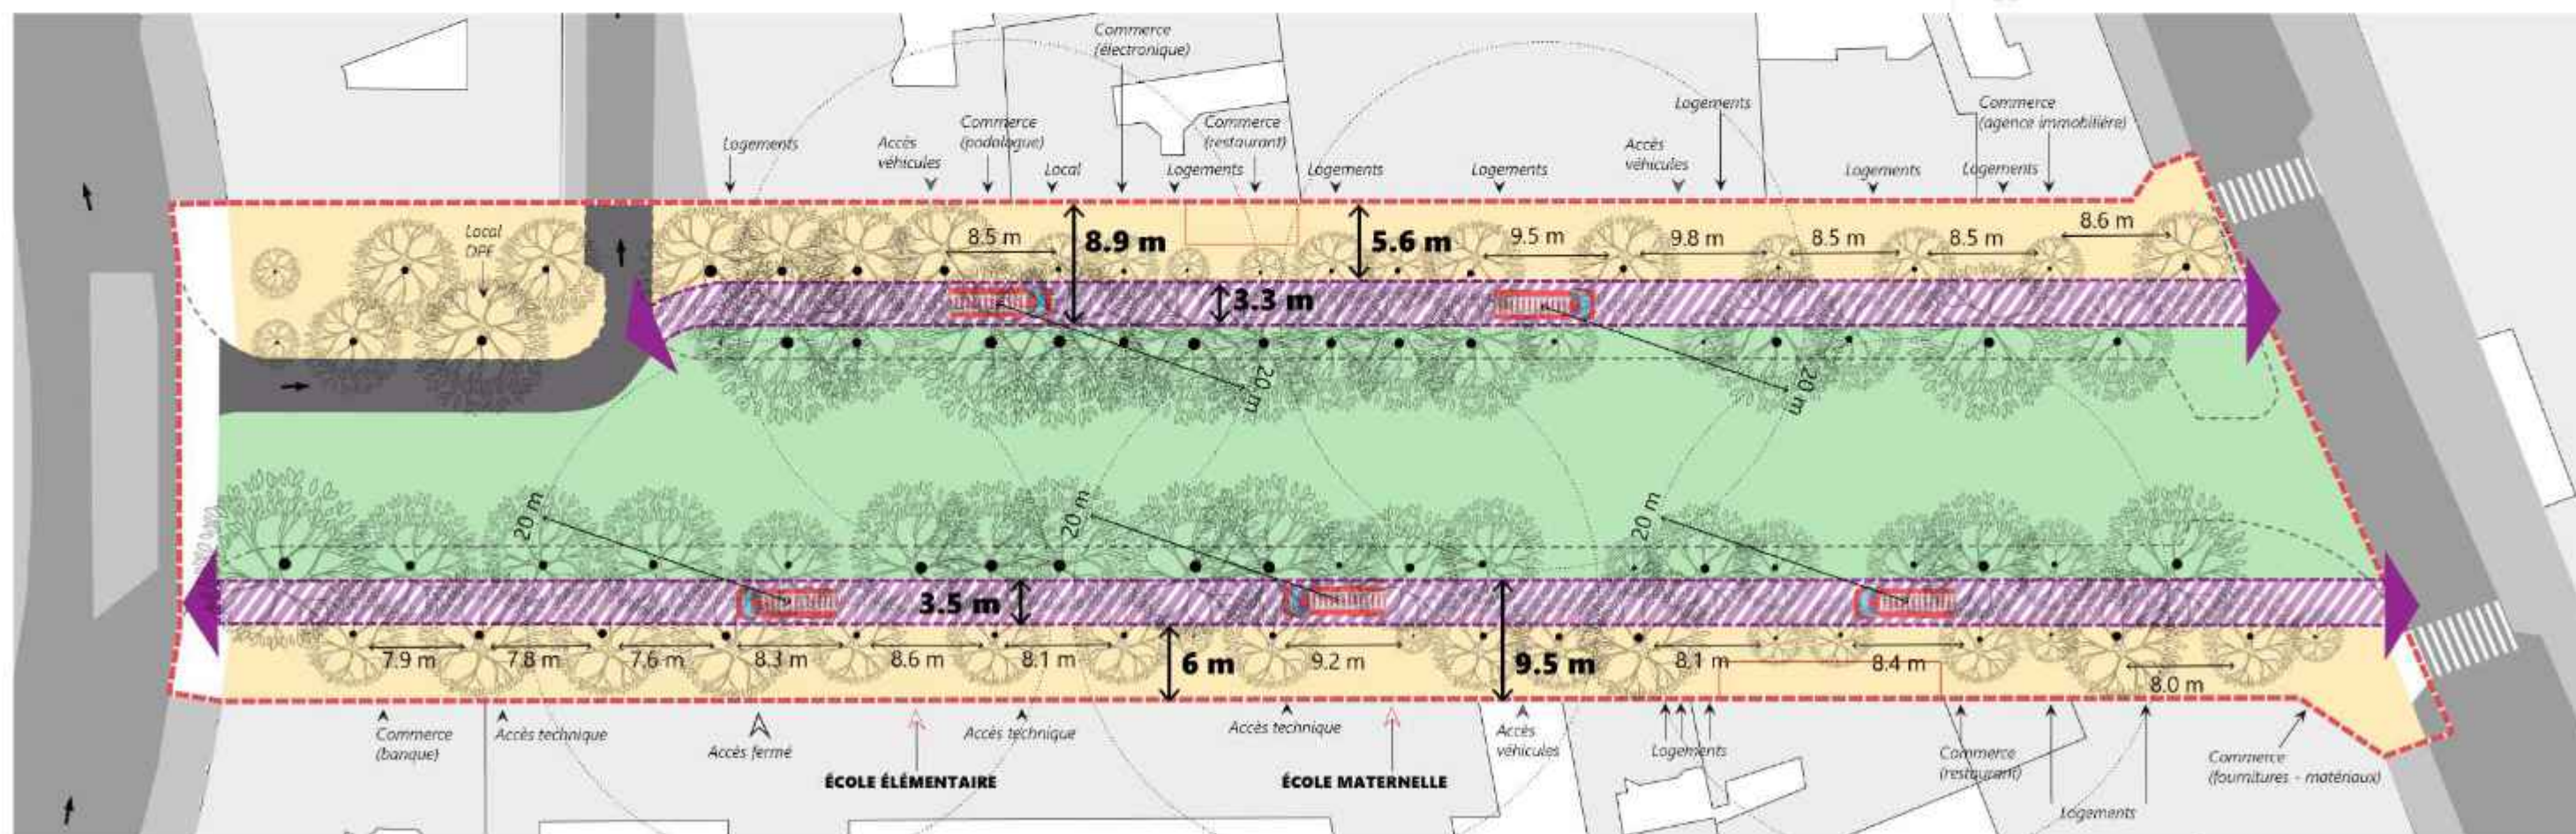 Commerce
(électronique)
Logements
Commerce
(agence immobilière)
Commerce
(podologue)
Commerce
(restaurant)
Logements
Accès
véhicules
Accès
véhicules
Local
Logements
Logements
Logements
Logements
Logements
8.6 m
Local
DPE
8.5 m
8.9 m
5.6 m
9.5 m
9.8 m
8.5 m
8.5 m
3.3 m
20 m
20 m
20 m
20 m
20 m
3.5 m
7.9 m
7.8 m
7.6 m
8.3 m
8.6 m
8.1 m
6 m
9.2 m
9.5 m
8.1 m
8.4 m
8.0 m
Commerce
(banque)
Accès technique
Accès fermé
ÉCOLE ÉLÉMENTAIRE
Accès technique
Accès technique
ÉCOLE MATERNELLE
Accès
véhicules
Logements
Commerce
(restaurant)
Logements
Commerce
(fournitures - matériaux)